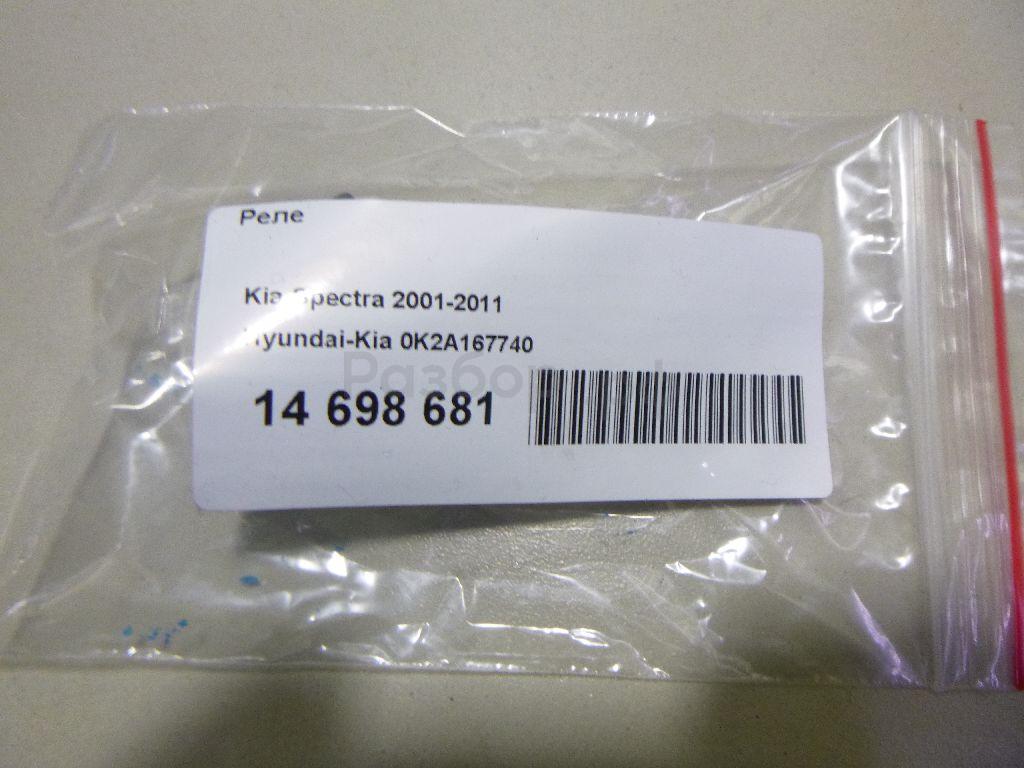 Реле
Kia Spectra 2001-2011
Hyundai-Kia 0K2A167740
14 698 681